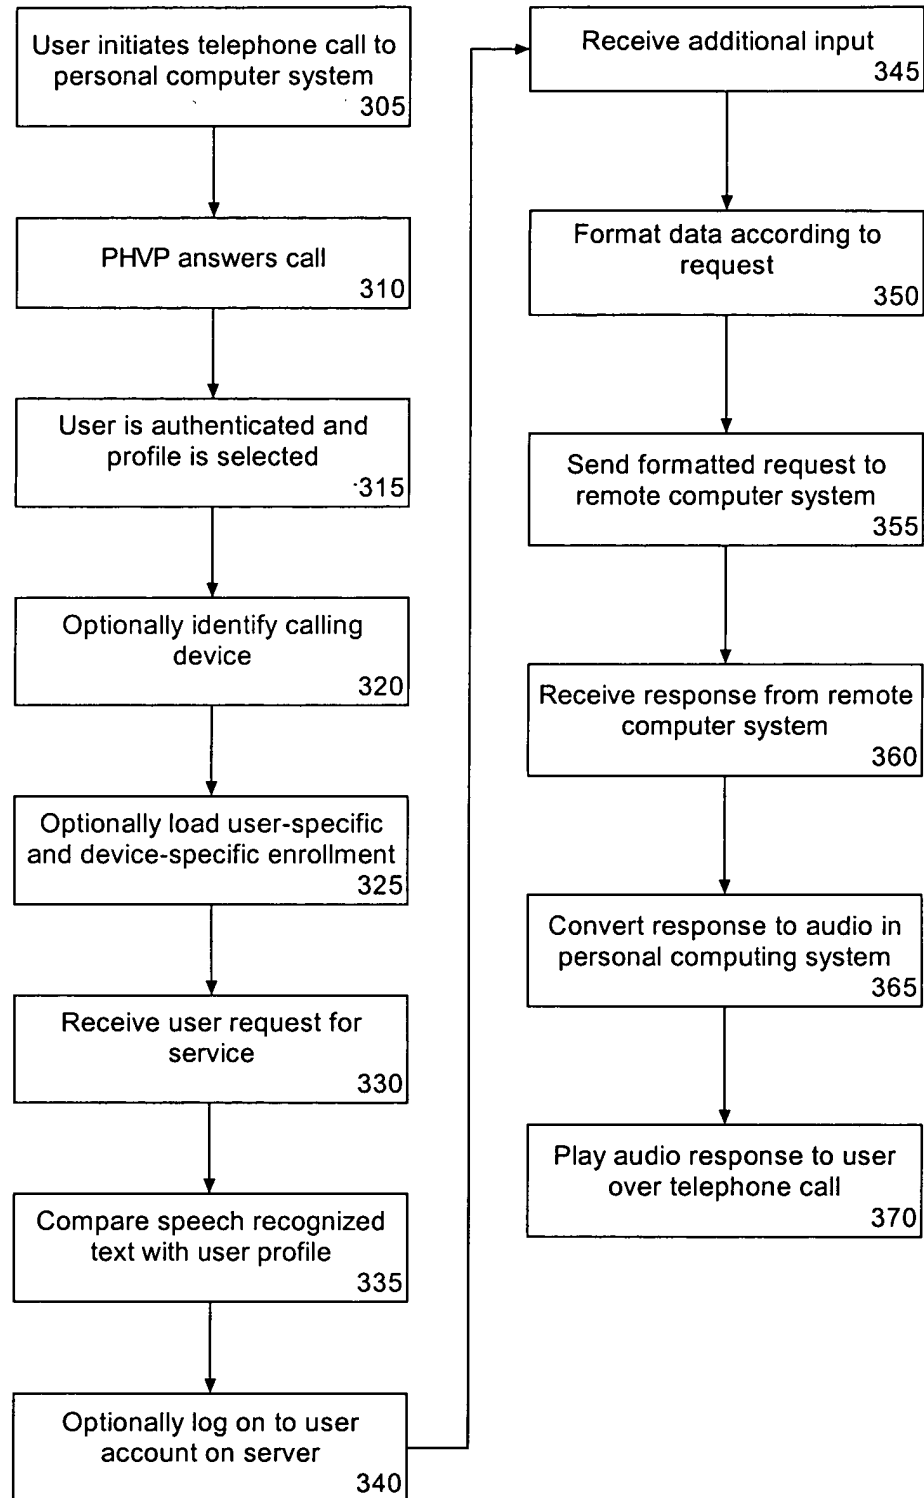 User initiates telephone call to
personal computer system
305
PHVP answers call
310
User is authenticated and
profile is selected
315
Optionally identify calling
device
320
Optionally load user-specific
and device-specific enrollment
325
Receive user request for
service
330
Compare speech recognized
text with user profile
335
Optionally log on to user
account on server
340
Receive additional input
345
Format data according to
request
350
Send formatted request to
remote computer system
355
Receive response from remote
computer system
360
Convert response to audio in
personal computing system
365
Play audio response to user
over telephone call
370